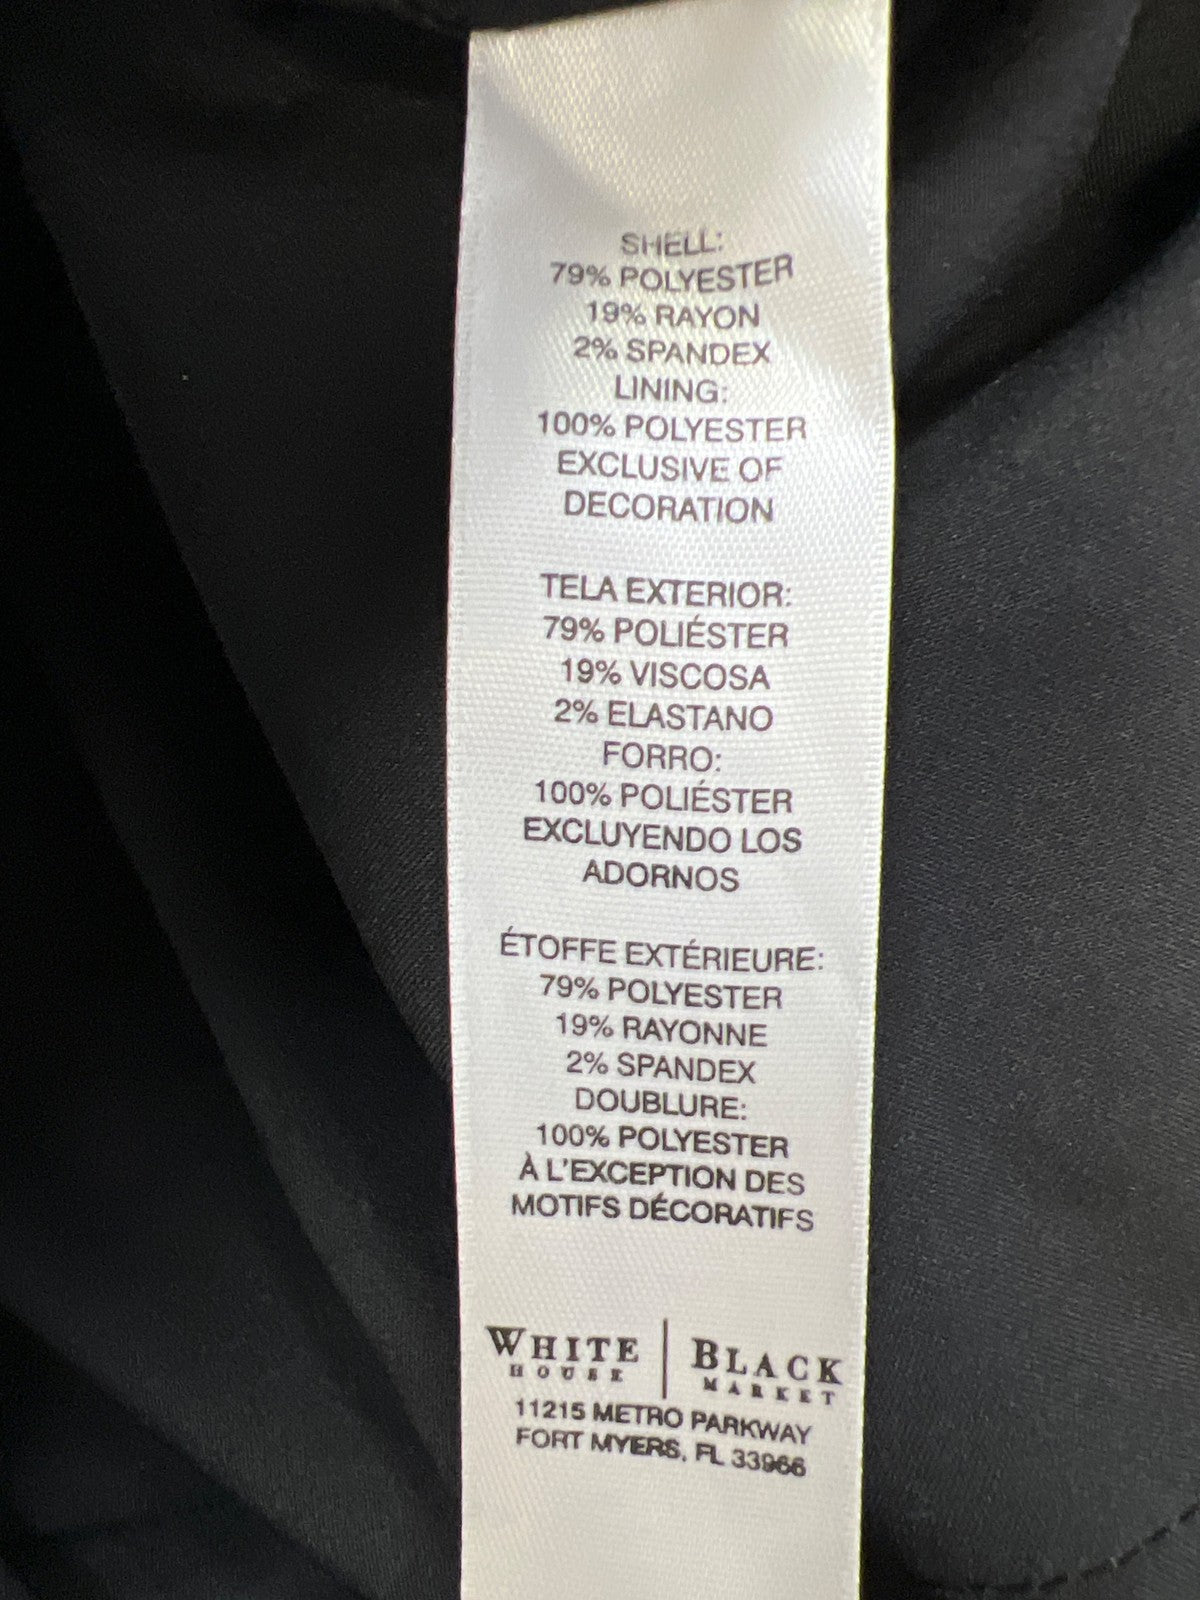 SHELL:
79% POLYESTER
19% RAYON
2% SPANDEX
LINING:
100% POLYESTER
EXCLUSIVE OF
DECORATION
TELA EXTERIOR:
79% POLIÉSTER
19% VISCOSA
2% ELASTANO
FORRO:
100% POLIÉSTER
EXCLUYENDO LOS
ADORNOS
ÉTOFFE EXTÉRIEURE:
79% POLYESTER
19% RAYONNE
2% SPANDEX
DOUBLURE:
100% POLYESTER
À L'EXCEPTION DES
MOTIFS DÉCORATIFS
WHITE | BLACK
HOUSE MARKET
11215 METRO PARKWAY
FORT MYERS, FL 33966